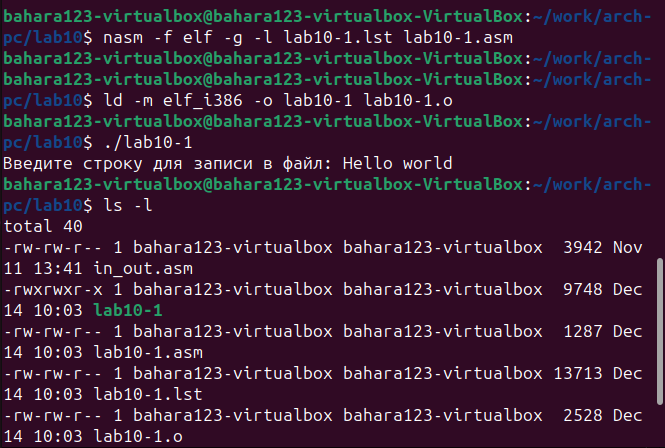 bahara123-virtualbox@bahara123-virtualbox-VirtualBox:~/work/arch-
pc/lab10$ nasm -f elf -g -l lab10-1.lst lab10-1.asm
bahara123-virtualbox@bahara123-virtualbox-VirtualBox:~/work/arch-
bahara123-virtualbox@bahara123-virtualbox-VirtualBox:~/work/arch-
pc/lab10$ ld -m elf_i386 -o lab10-1 lab10-1.o
bahara123-virtualbox@bahara123-virtualbox-VirtualBox:~/work/arch-
pc/lab10$ ./lab10-1
Введите строку для записи в файл: Hello world
bahara123-virtualbox@bahara123-virtualbox-VirtualBox:~/work/arch-
pc/lab10$ ls -l
total 40
-rw-rw-r-- 1 bahara123-virtualbox bahara123-virtualbox  3942 Nov
11 13:41 in_out.asm
-rwxrwxr-x 1 bahara123-virtualbox bahara123-virtualbox  9748 Dec
14 10:03 lab10-1
-rw-rw-r-- 1 bahara123-virtualbox bahara123-virtualbox  1287 Dec
14 10:03 lab10-1.asm
-rw-rw-r-- 1 bahara123-virtualbox bahara123-virtualbox 13713 Dec
14 10:03 lab10-1.lst
-rw-rw-r-- 1 bahara123-virtualbox bahara123-virtualbox  2528 Dec
14 10:03 lab10-1.o